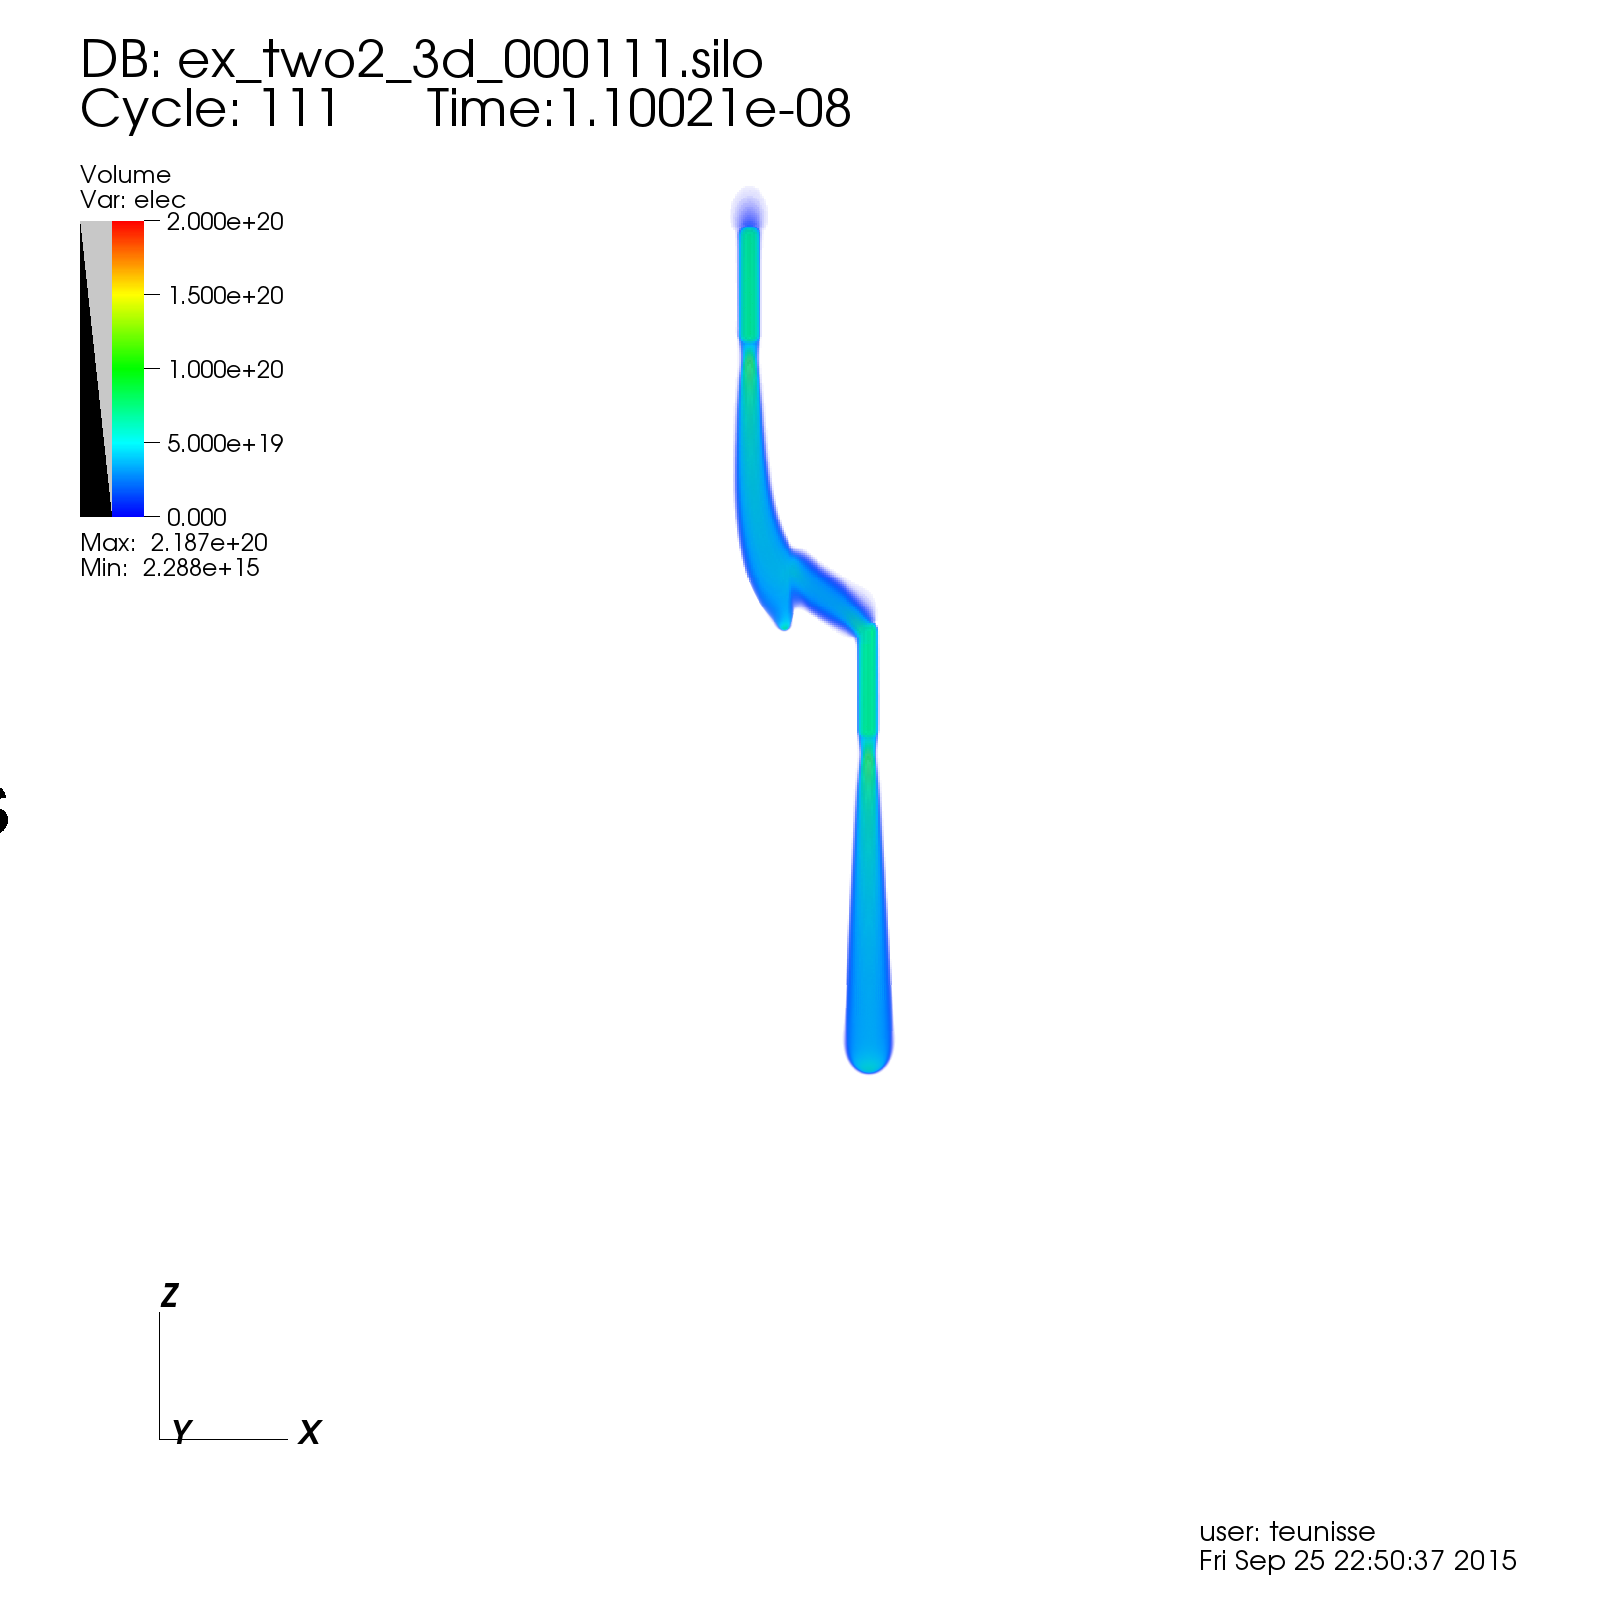 DB: ex_two2_3d_000111.silo
Cycle: 111 Time:1.10021e-08
Volume
Var: elec
2.000e+20
1.500e+20
1.000e+20
5.000e+19
0.000
Max: 2.187e+20
Min: 2.288e+15
Z
Y X
user: teunisse
Fri Sep 25 22:50:37 2015